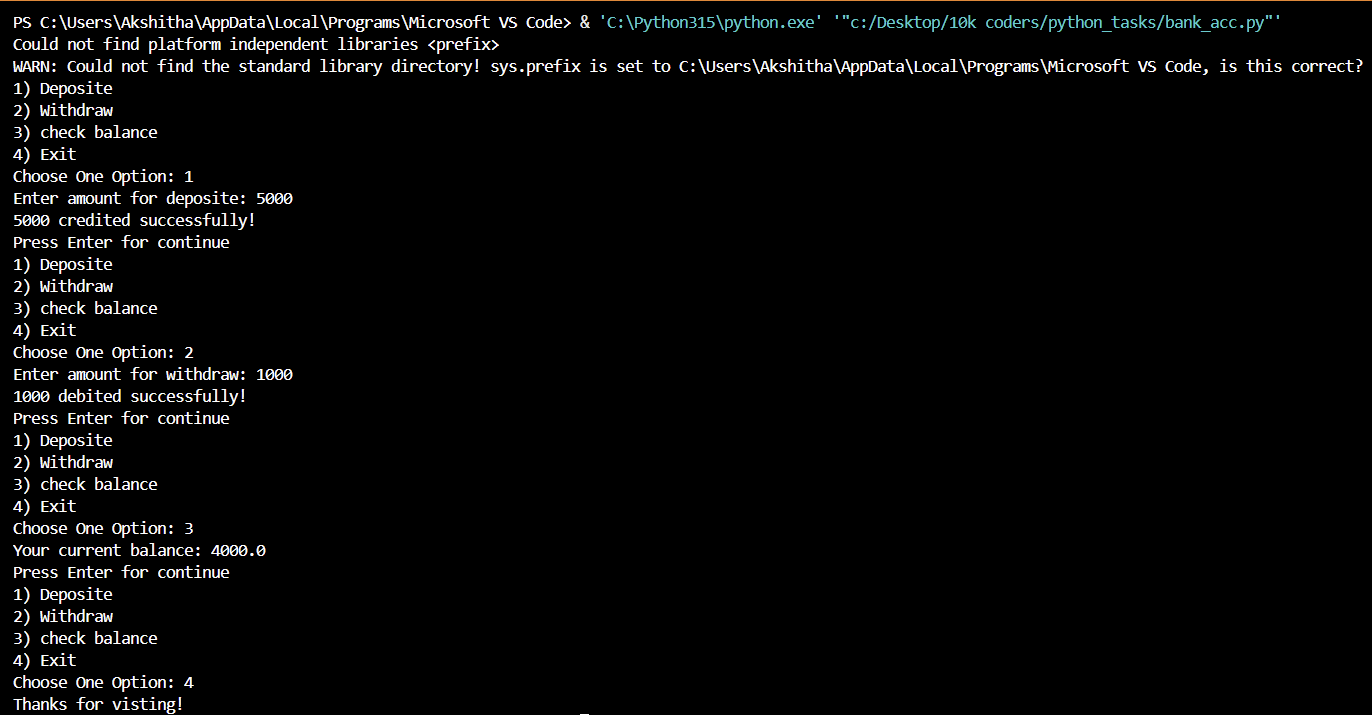 PS C:\Users\Akshitha\AppData\Local\Programs\Microsoft VS Code> & 'C:\Python315\python.exe' '"c:/Desktop/10k coders/python_tasks/bank_acc.py"'
Could not find platform independent libraries <prefix>
WARN: Could not find the standard library directory! sys.prefix is set to C:\Users\Akshitha\AppData\Local\Programs\Microsoft VS Code, is this correct?
1) Deposite
2) Withdraw
3) check balance
4) Exit
Choose One Option: 1
Enter amount for deposite: 5000
5000 credited successfully!
Press Enter for continue
1) Deposite
2) Withdraw
3) check balance
4) Exit
Choose One Option: 2
Enter amount for withdraw: 1000
1000 debited successfully!
Press Enter for continue
1) Deposite
2) Withdraw
3) check balance
4) Exit
Choose One Option: 3
Your current balance: 4000.0
Press Enter for continue
1) Deposite
2) Withdraw
3) check balance
4) Exit
Choose One Option: 4
Thanks for visting!